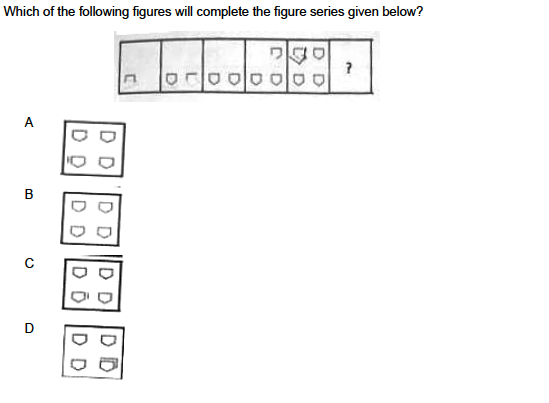 Which of the following figures will complete the figure series given below?
?
A
B
C
D